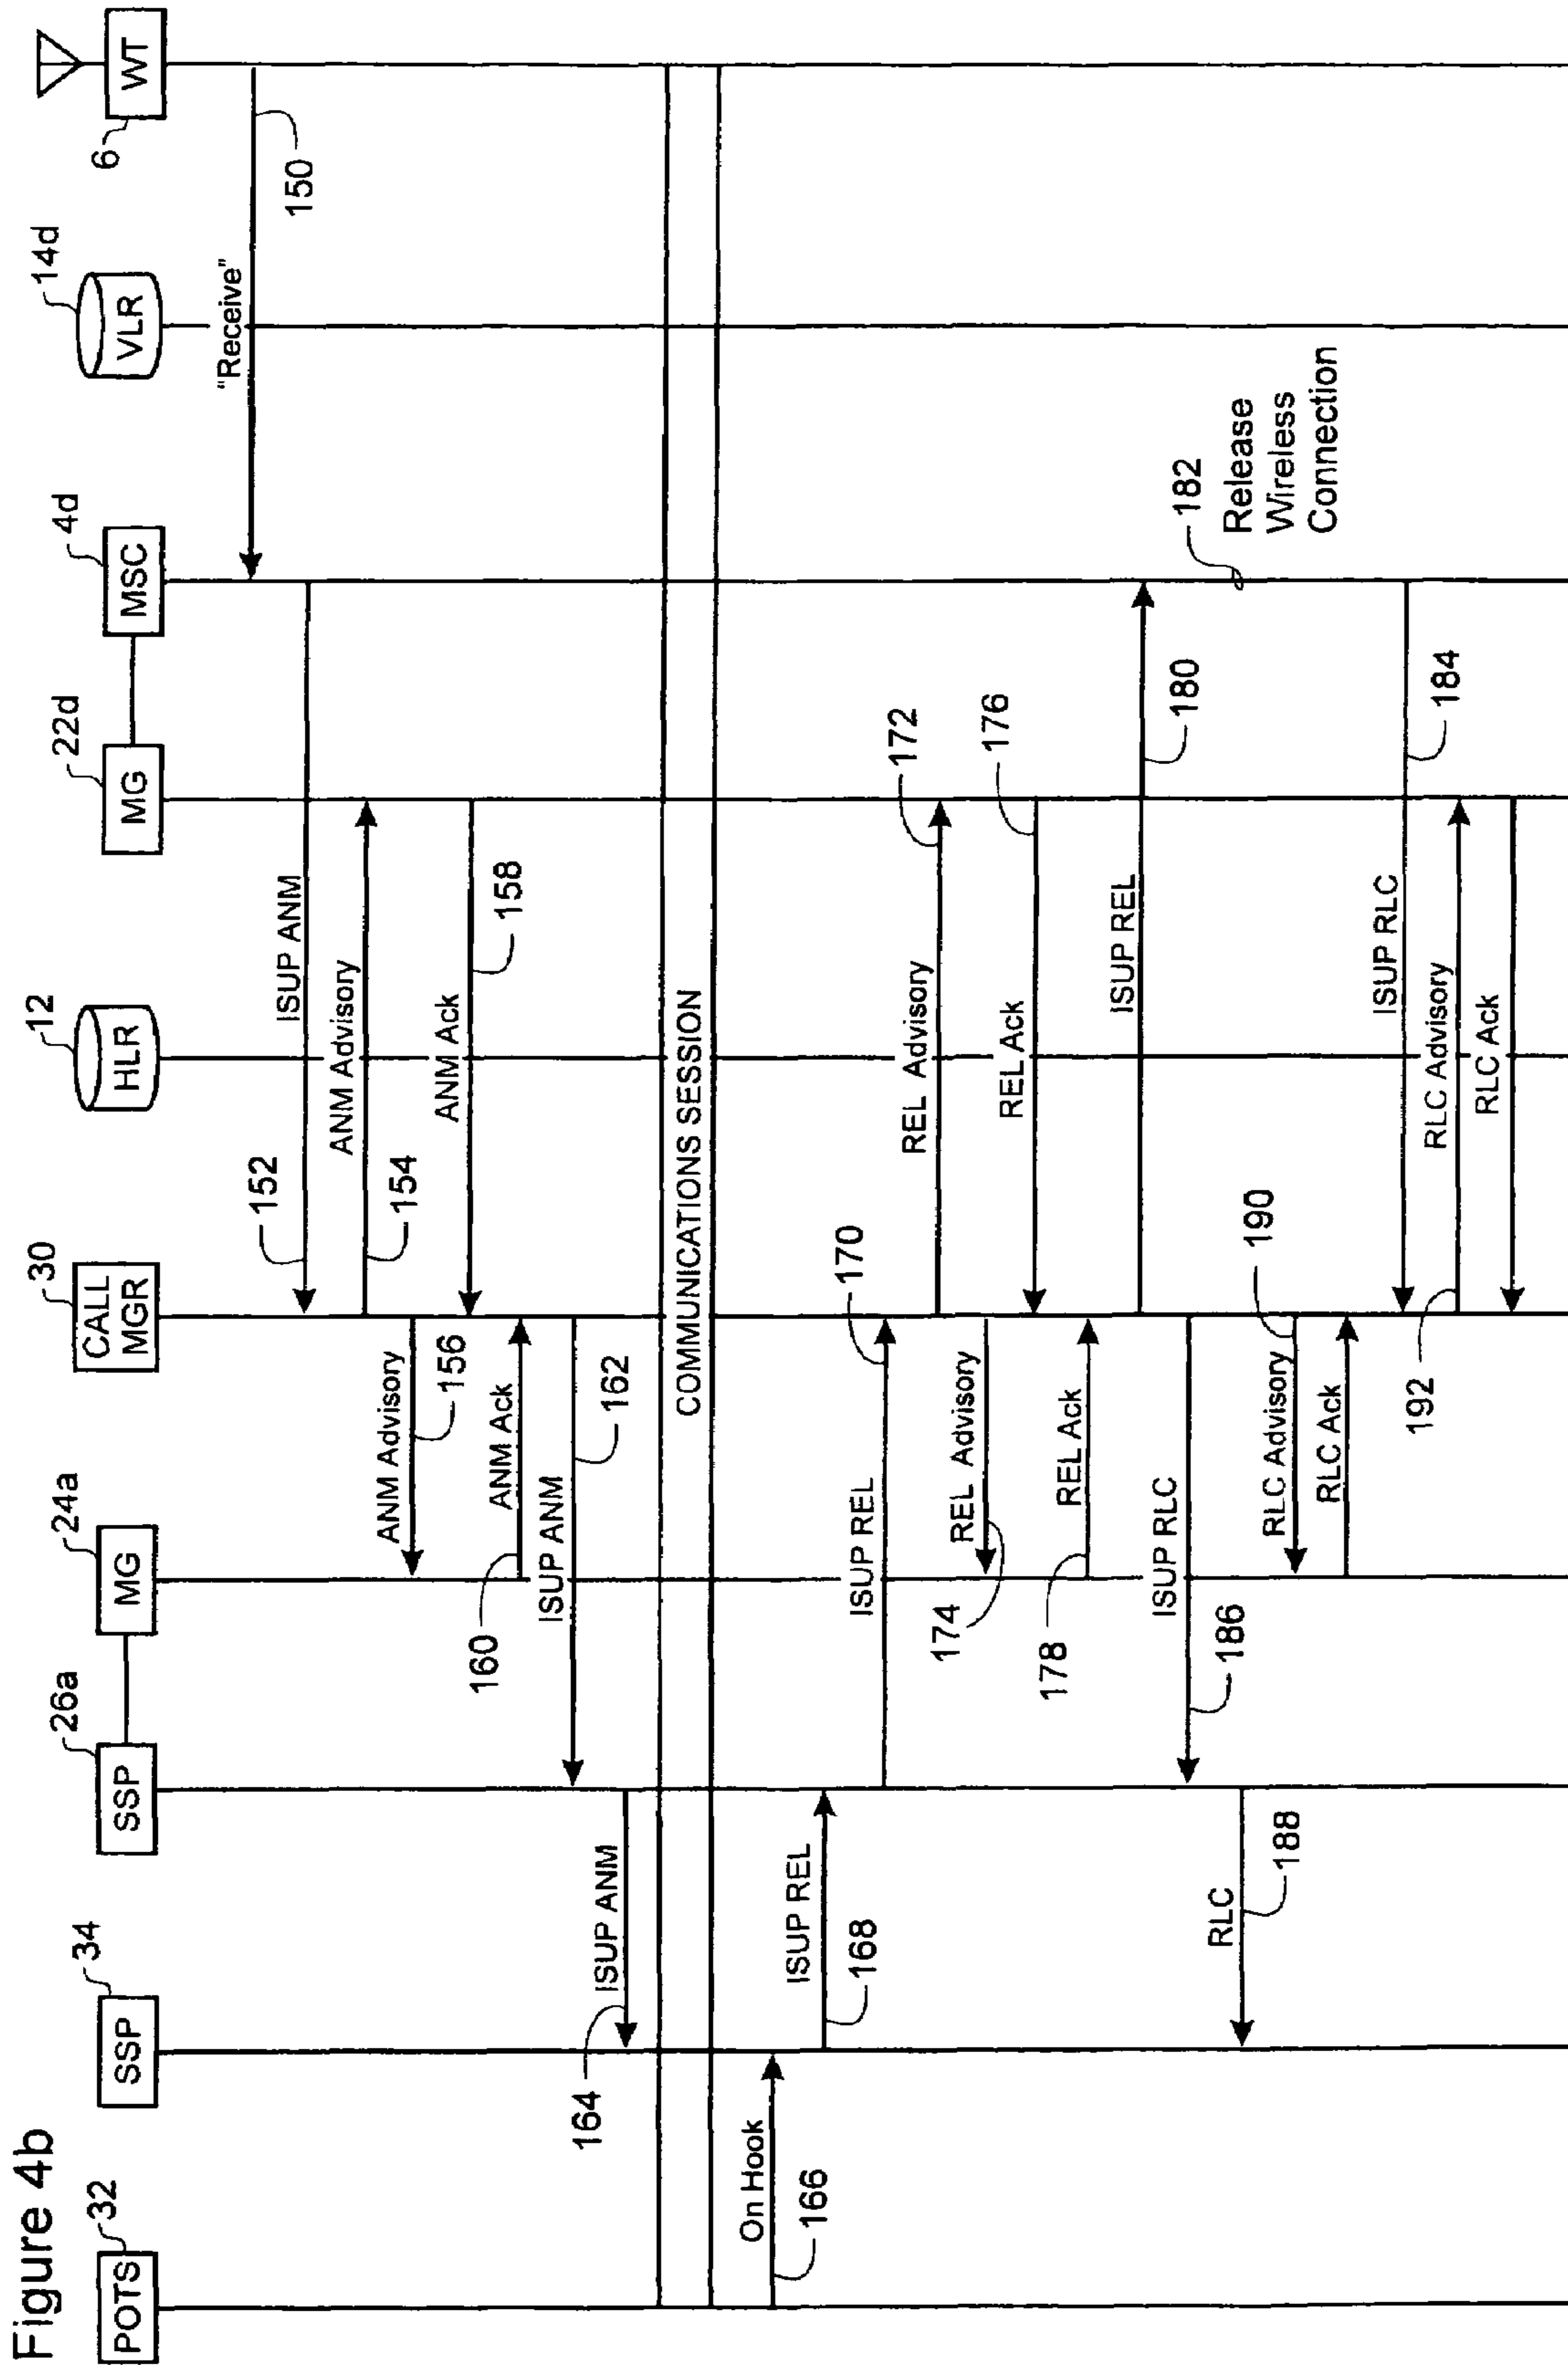 Figure 4b
POTS
32
SSP
34
SSP
26a
MG
24a
CALL
MGR
30
HLR
12
MG
22d
MSC
4d
VLR
14d
WT
6
"Receive"
150
ISUP ANM
152
ANM Advisory
154
ANM Advisory
156
ANM Ack
158
ANM Ack
160
ISUP ANM
162
ISUP ANM
164
COMMUNICATIONS SESSION
On Hook
166
ISUP REL
168
ISUP REL
170
REL Advisory
172
REL Advisory
174
REL Ack
176
REL Ack
178
ISUP REL
180
182
Release
Wireless
Connection
ISUP RLC
186
RLC
188
RLC Advisory
190
RLC Ack
ISUP RLC
184
RLC Advisory
192
RLC Ack